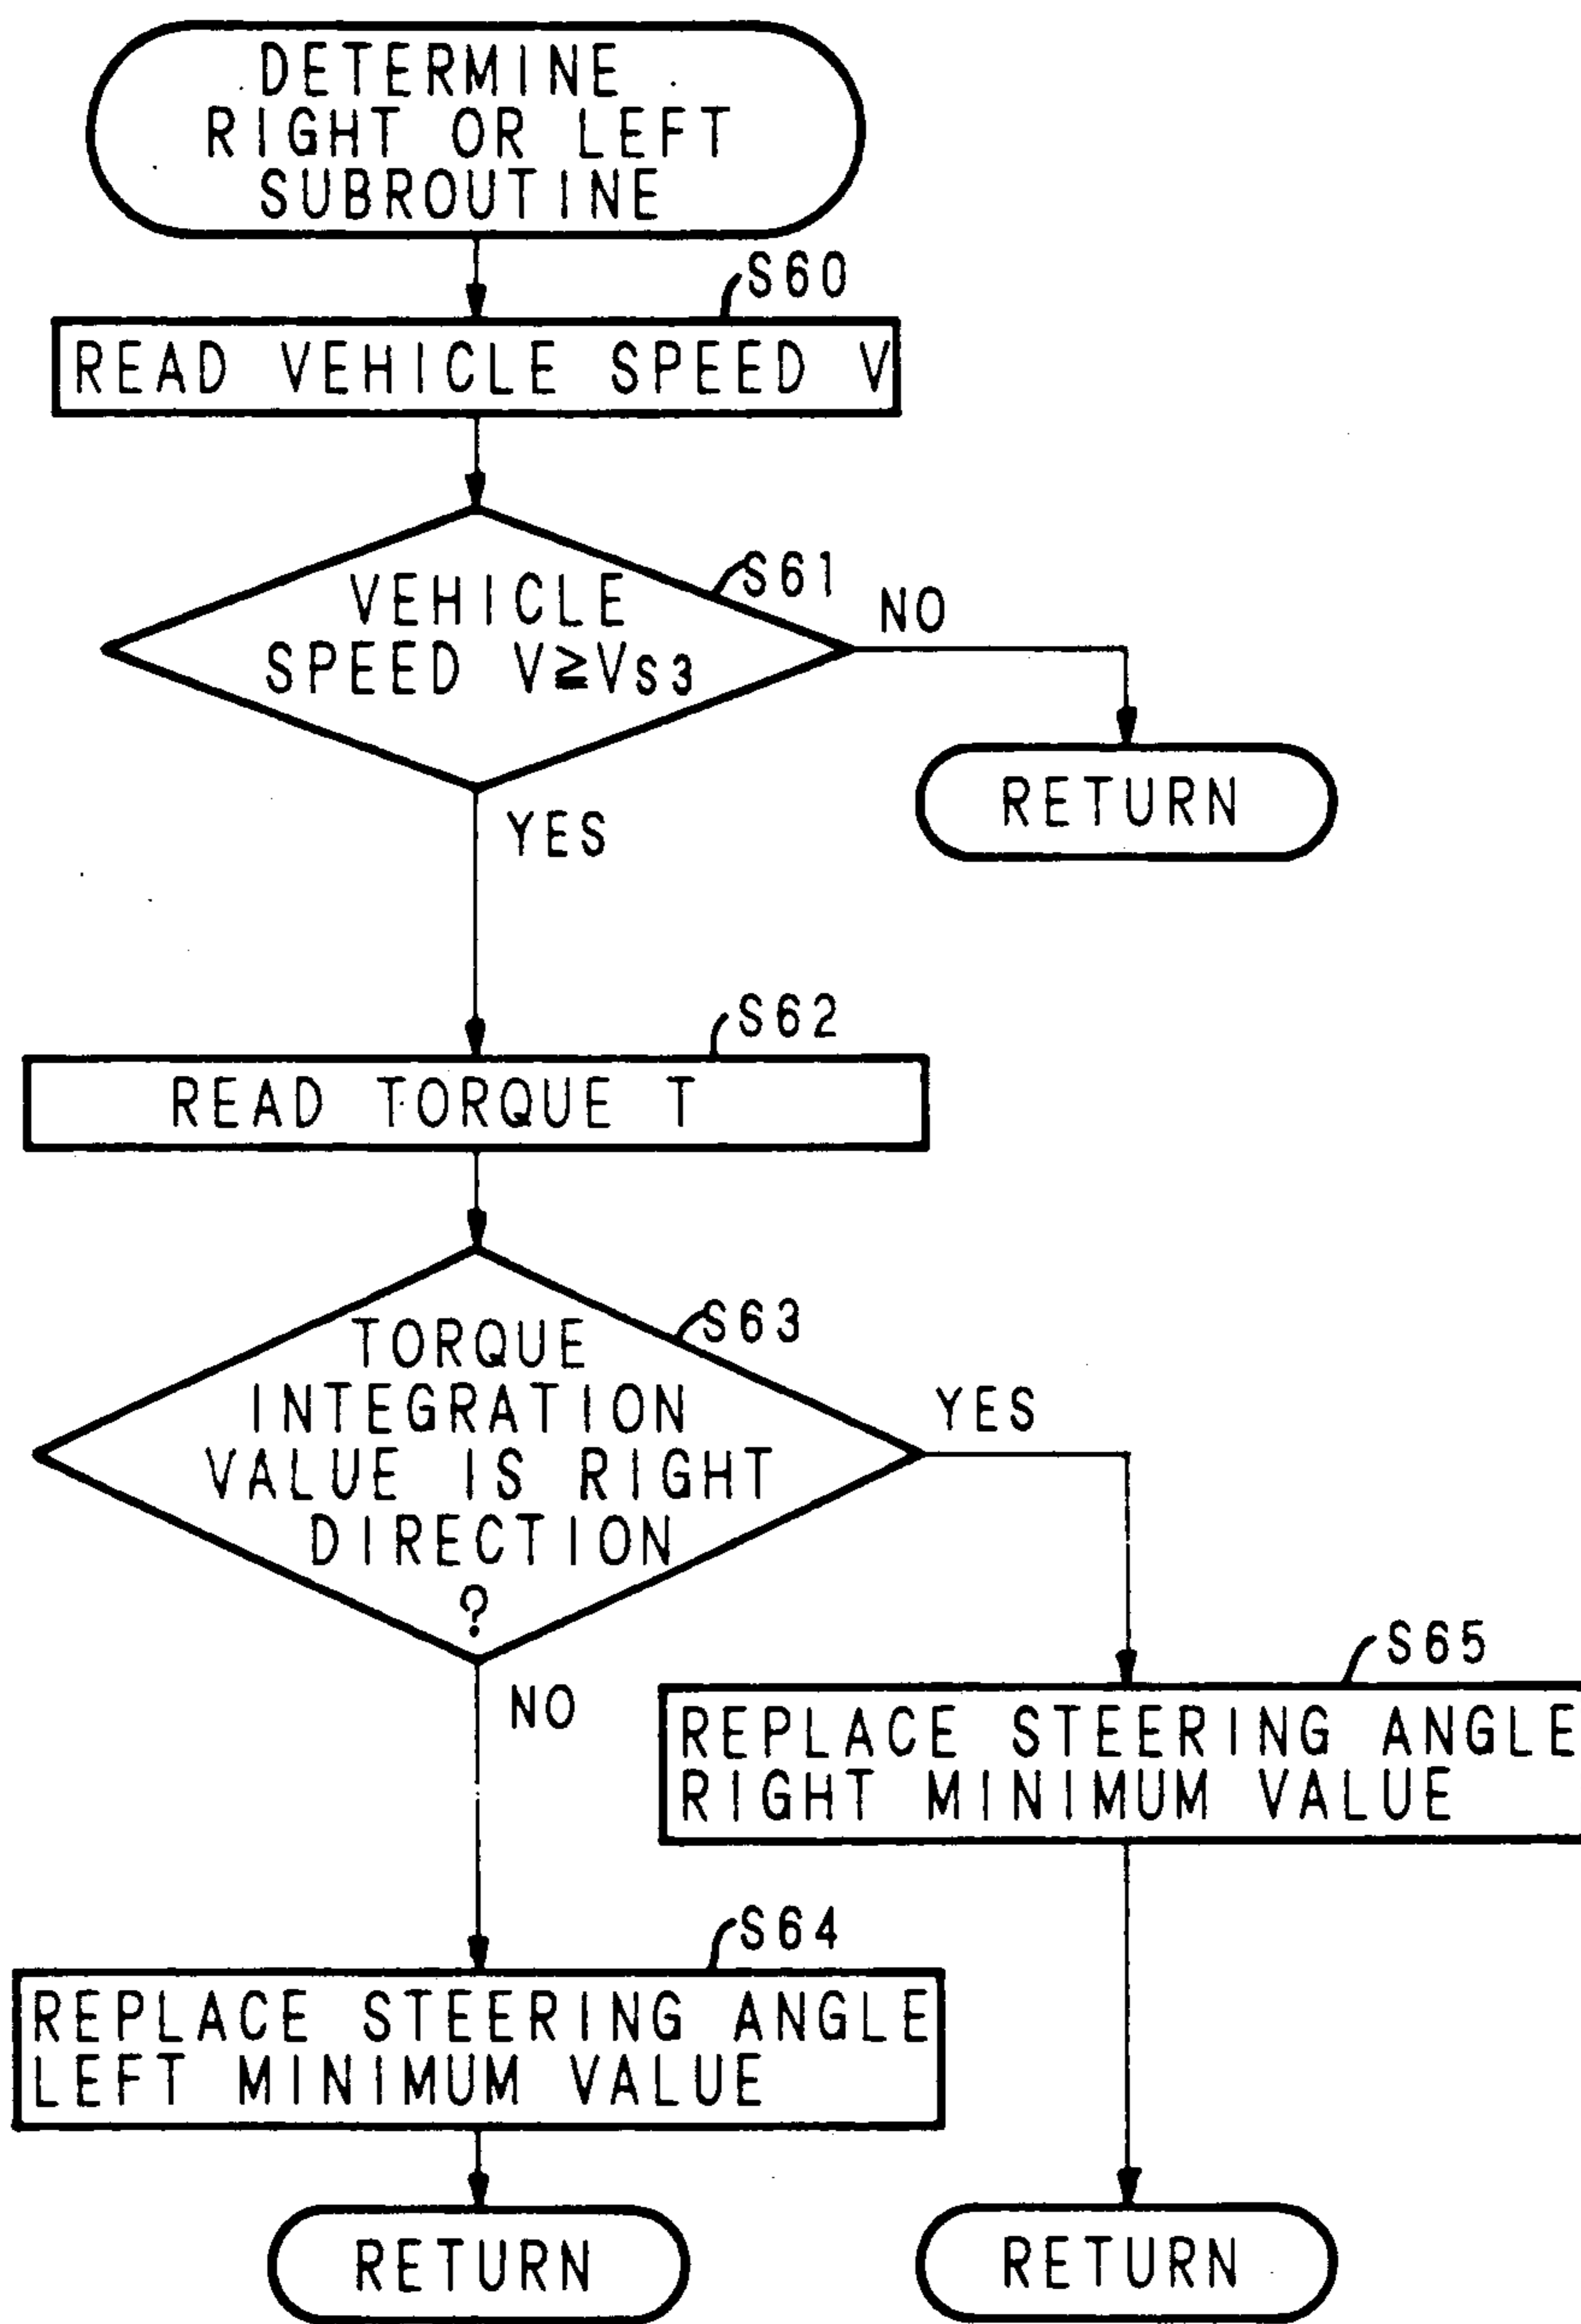 DETERMINE
RIGHT OR LEFT
SUBROUTINE
S60
READ VEHICLE SPEED V
S61
VEHICLE
SPEED V≧VS3
NO
RETURN
YES
S62
READ TORQUE T
S63
TORQUE
INTEGRATION
VALUE IS RIGHT
DIRECTION
?
YES
NO
S65
REPLACE STEERING ANGLE
RIGHT MINIMUM VALUE
S64
REPLACE STEERING ANGLE
LEFT MINIMUM VALUE
RETURN
RETURN